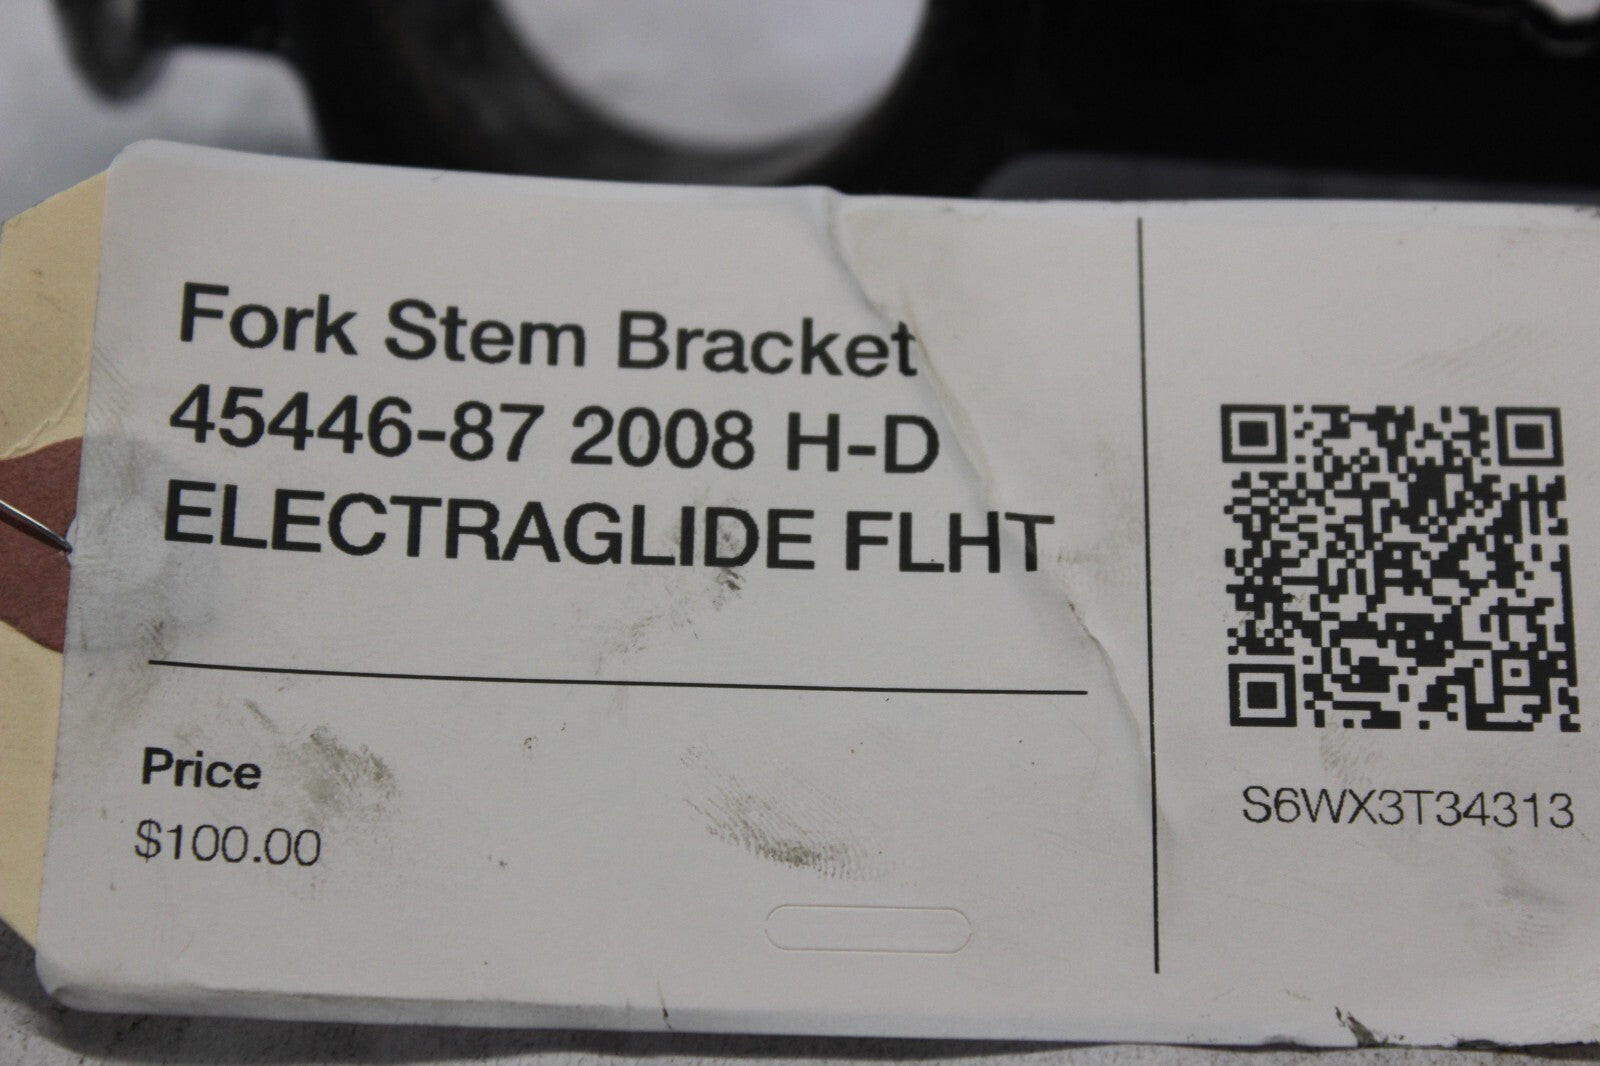 Fork Stem Bracket
45446-87 2008 H-D
ELECTRAGLIDE FLHT
Price
$100.00
S6WX3T34313